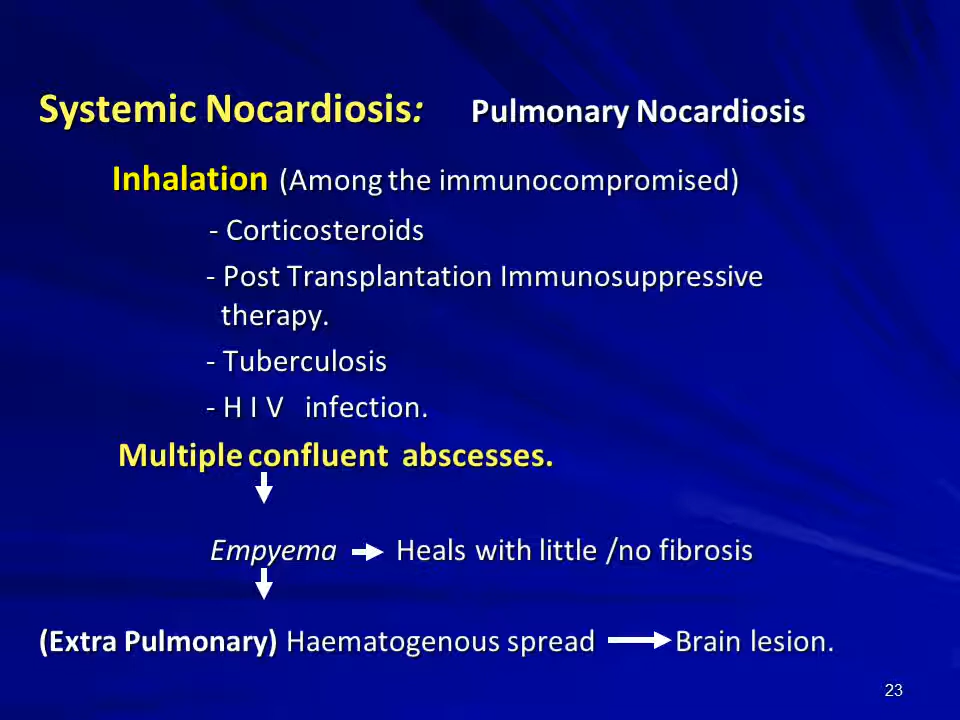 Systemic Nocardiosis: Pulmonary Nocardiosis
Inhalation (Among the immunocompromised)
- Corticosteroids
- Post Transplantation Immunosuppressive
therapy.
- Tuberculosis
- H I V infection.
Multiple confluent abscesses.
Empyema Heals with little /no fibrosis
(Extra Pulmonary) Haematogenous spread Brain lesion.
23